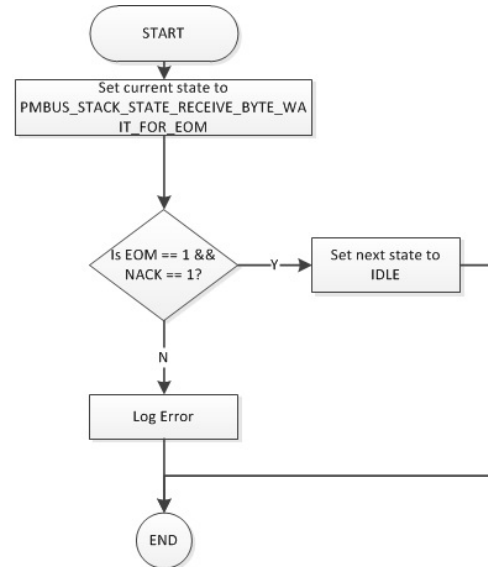 START
Set current state to
PMBUS_STACK_STATE_RECEIVE_BYTE_WA
IT_FOR_EOM
Is EOM == 1 &&
NACK == 1?
Y
Set next state to
IDLE
N
Log Error
END